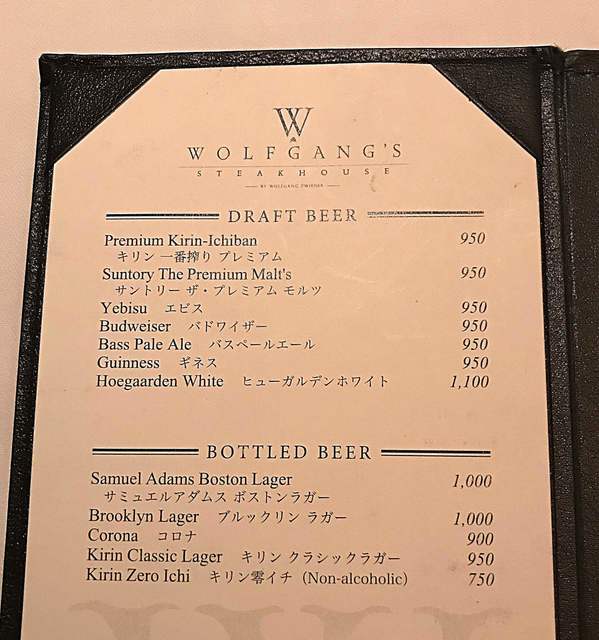 W
WOLFGANG'S
STEAKHOUSE
BY WOLFGANG ZWIENER
DRAFT BEER
Premium Kirin-Ichiban 950
キリン 一番搾り プレミアム
Suntory The Premium Malt's 950
サントリー ザ・プレミアム モルツ
Yebisu エビス 950
Budweiser バドワイザー 950
Bass Pale Ale バスペールエール 950
Guinness ギネス 950
Hoegaarden White ヒューガルデンホワイト 1,100
BOTTLED BEER
Samuel Adams Boston Lager 1,000
サミュエルアダムス ボストンラガー
Brooklyn Lager ブルックリン ラガー 1,000
Corona コロナ 900
Kirin Classic Lager キリン クラシックラガー 950
Kirin Zero Ichi キリン零イチ (Non-alcoholic) 750